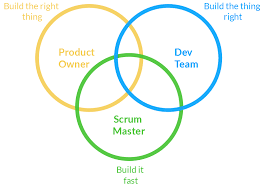 Build the right
thing
Build the thing
right
Product
Owner
Dev
Team
Scrum
Master
Build it
fast